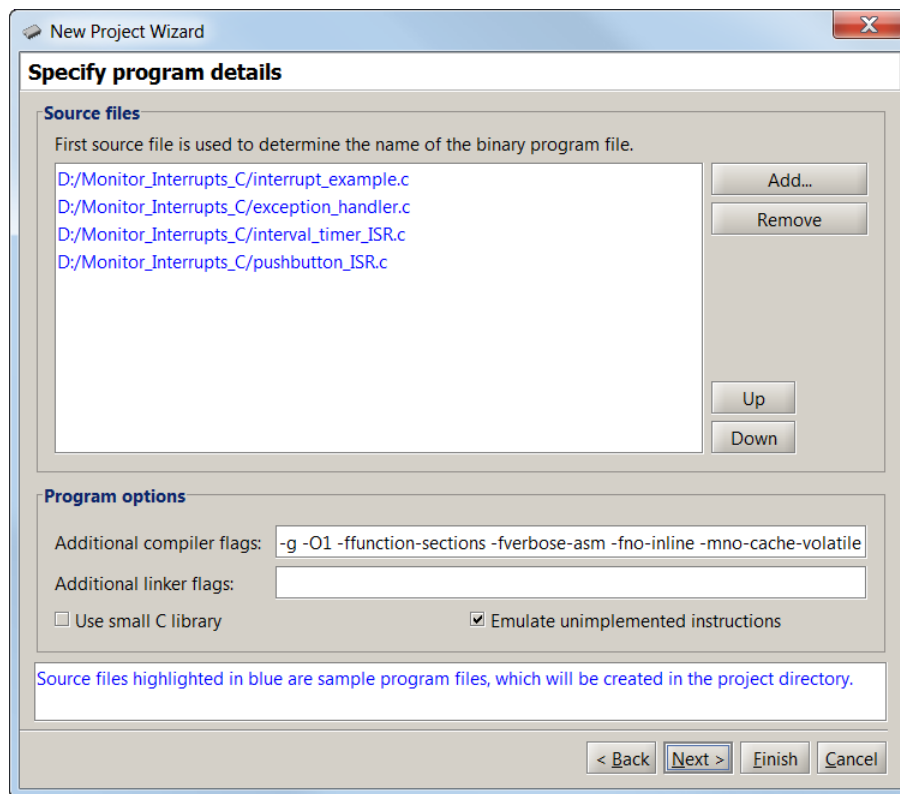 New Project Wizard
Specify program details
Source files
First source file is used to determine the name of the binary program file.
D:/Monitor_Interrupts_C/interrupt_example.c
D:/Monitor_Interrupts_C/exception_handler.c
D:/Monitor_Interrupts_C/interval_timer_ISR.c
D:/Monitor_Interrupts_C/pushbutton_ISR.c
Add...
Remove
Up
Down
Program options
Additional compiler flags: -g -O1 -ffunction-sections -fverbose-asm -fno-inline -mno-cache-volatile
Additional linker flags:
Use small C library Emulate unimplemented instructions
Source files highlighted in blue are sample program files, which will be created in the project directory.
< Back Next > Finish Cancel